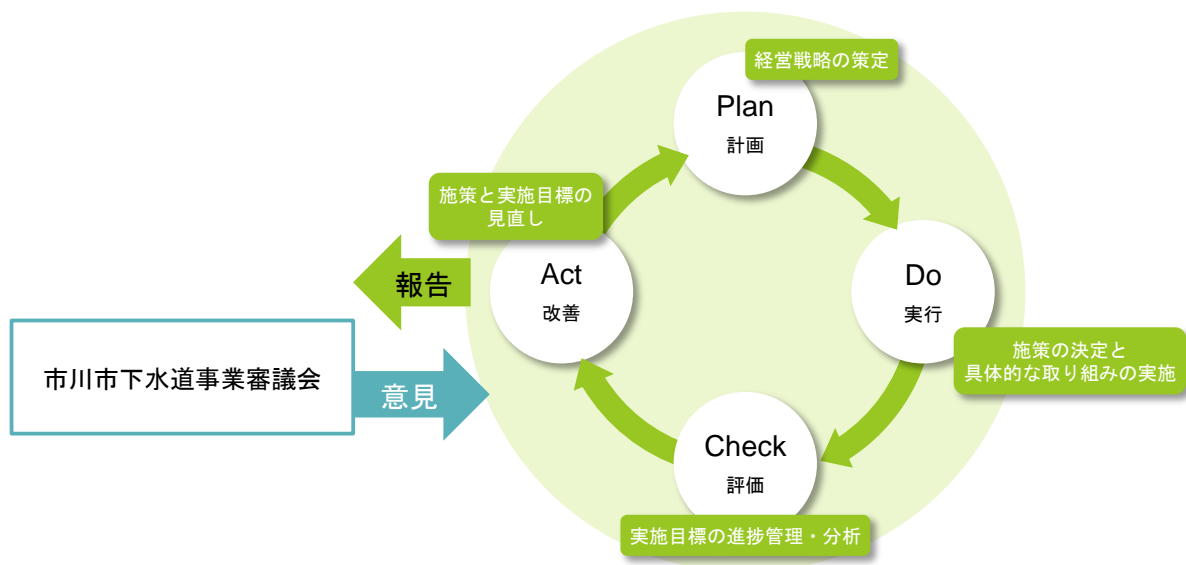 経営戦略の策定
Plan
計画
施策と実施目標の
見直し
報告
Act
改善
Do
実行
市川市下水道事業審議会
意見
施策の決定と
具体的な取り組みの実施
Check
評価
実施目標の進捗管理・分析